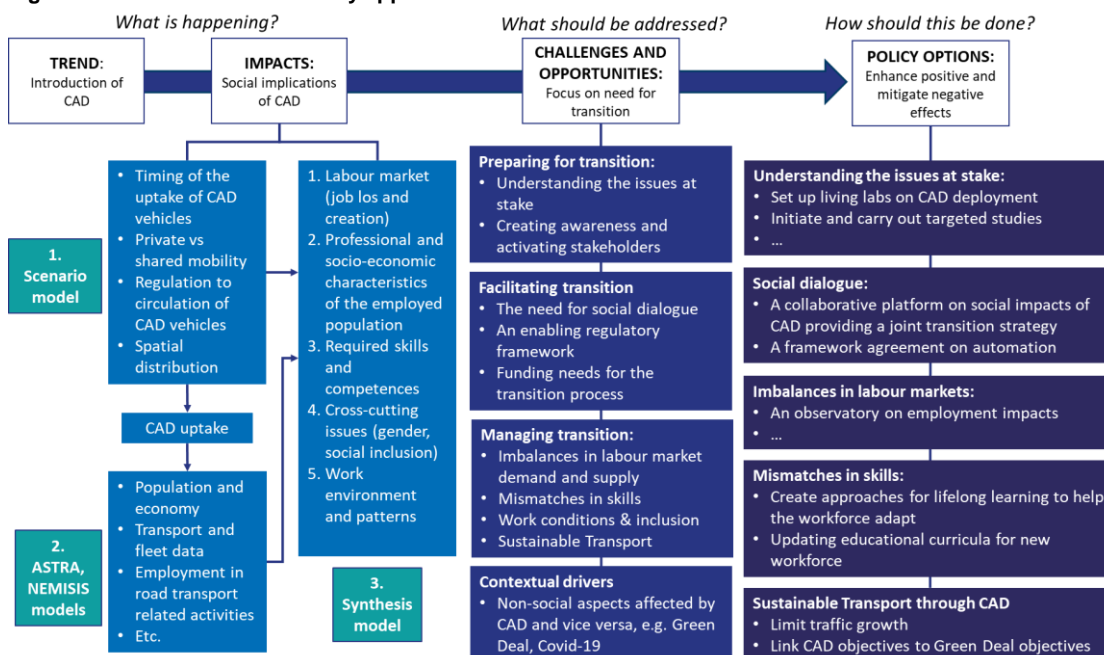 What is happening?
What should be addressed?
How should this be done?
TREND:
Introduction of
CAD
IMPACTS:
Social implications
of CAD
CHALLENGES AND
OPPORTUNITIES:
Focus on need for
transition
POLICY OPTIONS:
Enhance positive and
mitigate negative
effects
1.
Scenario
model
• Timing of the
uptake of CAD
vehicles
• Private vs
shared mobility
• Regulation to
circulation of
CAD vehicles
• Spatial
distribution
CAD uptake
2.
ASTRA,
NEMISIS
models
• Population and
economy
• Transport and
fleet data
• Employment in
road transport
related activities
• Etc.
1. Labour market
(job los and
creation)
2. Professional and
socio-economic
characteristics
of the employed
population
3. Required skills
and
competences
4. Cross-cutting
issues (gender,
social inclusion)
5. Work
environment
and patterns
3.
Synthesis
model
Preparing for transition:
• Understanding the issues at
stake
• Creating awareness and
activating stakeholders
Facilitating transition
• The need for social dialogue
• An enabling regulatory
framework
• Funding needs for the
transition process
Managing transition:
• Imbalances in labour market
demand and supply
• Mismatches in skills
• Work conditions & inclusion
• Sustainable Transport
Contextual drivers
• Non-social aspects affected by
CAD and vice versa, e.g. Green
Deal, Covid-19
Understanding the issues at stake:
• Set up living labs on CAD deployment
• Initiate and carry out targeted studies
• ...
Social dialogue:
• A collaborative platform on social impacts of
CAD providing a joint transition strategy
• A framework agreement on automation
Imbalances in labour markets:
• An observatory on employment impacts
• ...
Mismatches in skills:
• Create approaches for lifelong learning to help
the workforce adapt
• Updating educational curricula for new
workforce
Sustainable Transport through CAD
• Limit traffic growth
• Link CAD objectives to Green Deal objectives